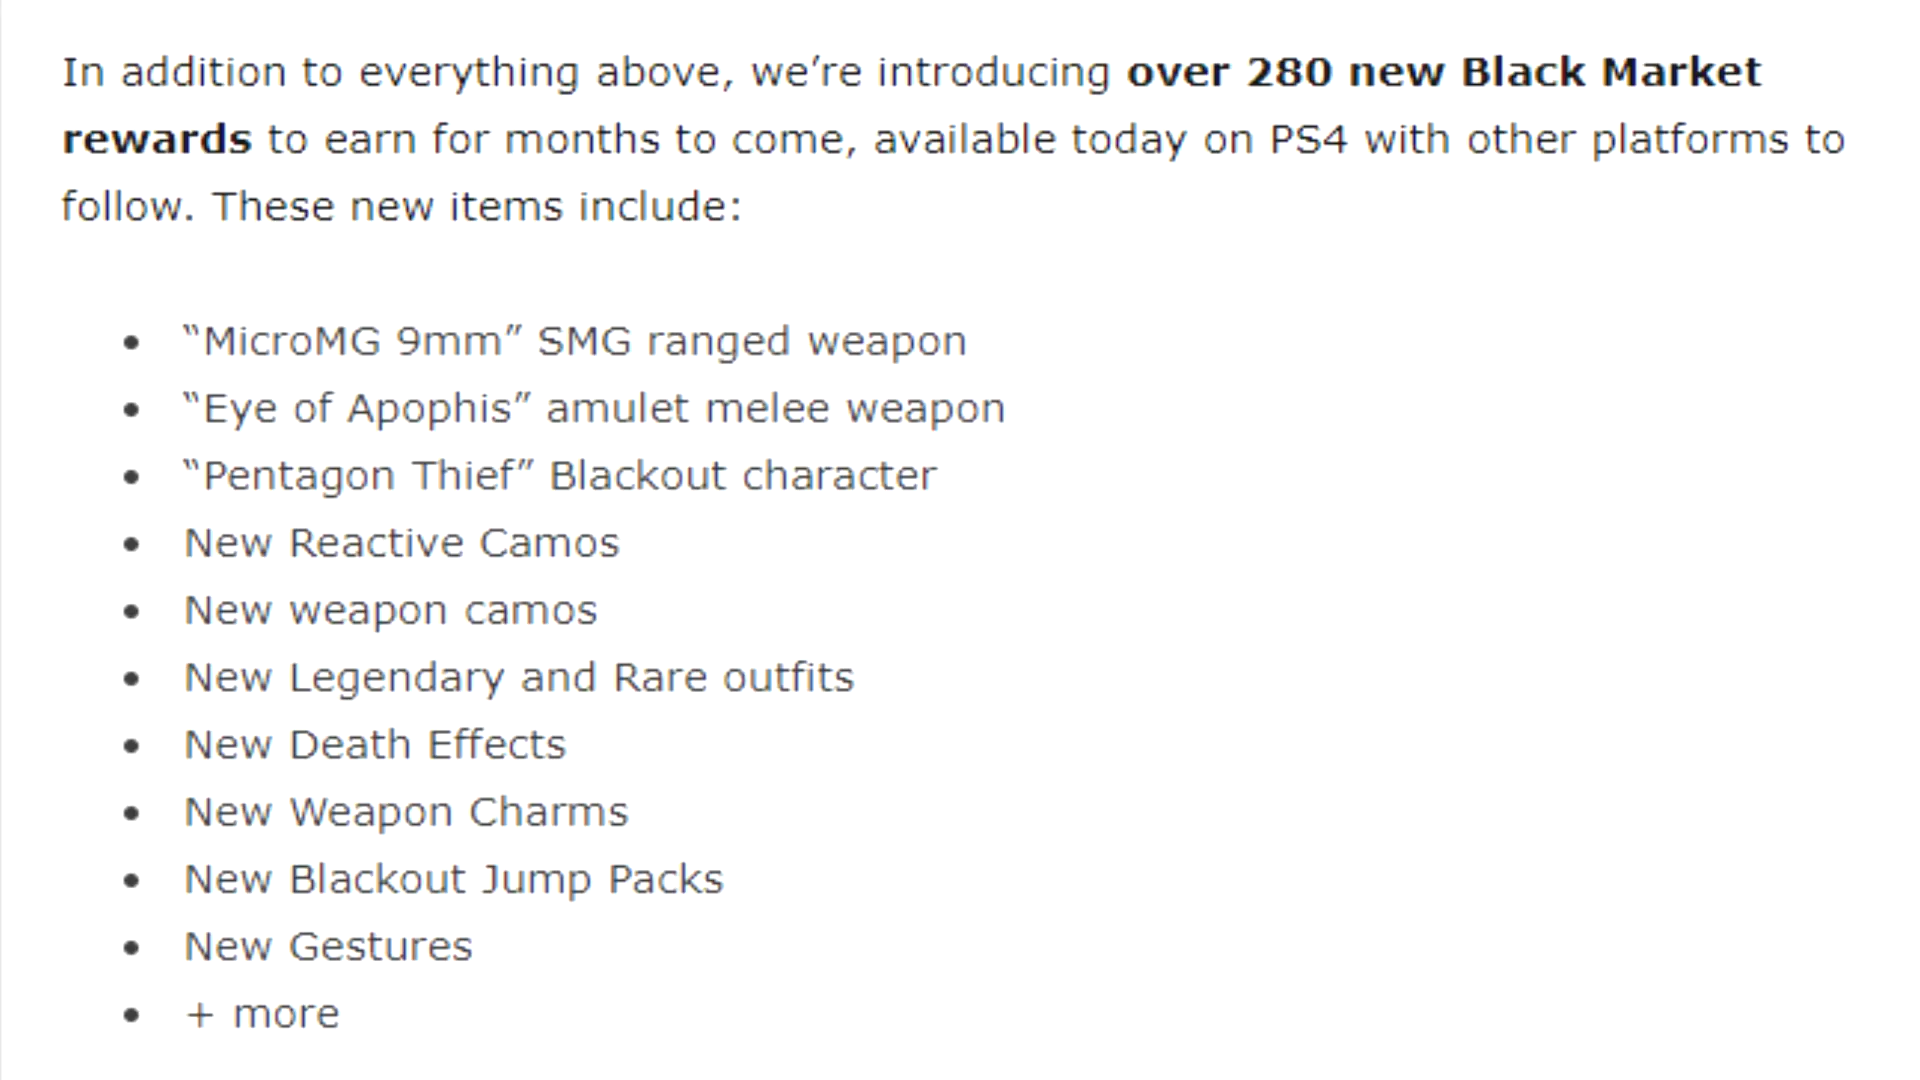 In addition to everything above, we’re introducing over 280 new Black Market
rewards to earn for months to come, available today on PS4 with other platforms to
follow. These new items include:
• “MicroMG 9mm” SMG ranged weapon
• “Eye of Apophis” amulet melee weapon
• “Pentagon Thief” Blackout character
• New Reactive Camos
• New weapon camos
• New Legendary and Rare outfits
• New Death Effects
• New Weapon Charms
• New Blackout Jump Packs
• New Gestures
• + more